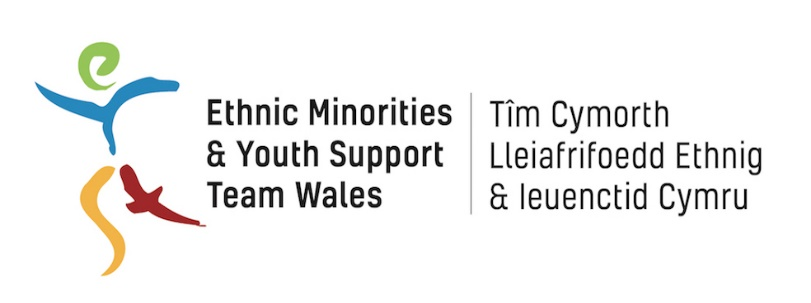 Ethnic Minorities
& Youth Support
Team Wales
Tîm Cymorth
Lleiafrifoedd Ethnig
& Ieuenctid Cymru